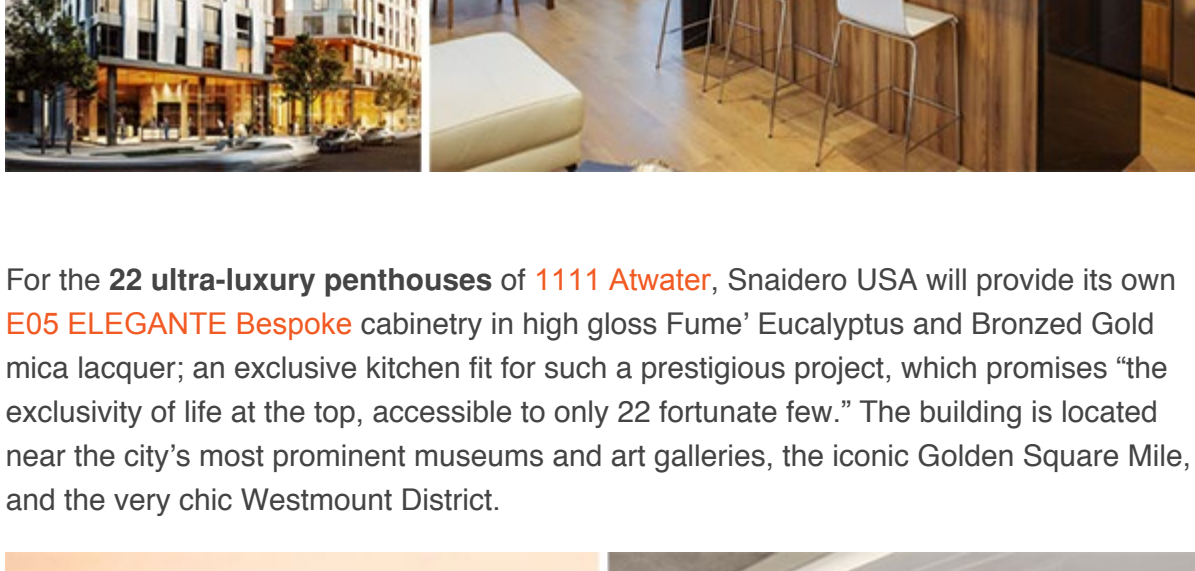 For the 22 ultra-luxury penthouses of 1111 Atwater, Snaidero USA will provide its own
E05 ELEGANTE Bespoke cabinetry in high gloss Fume’ Eucalyptus and Bronzed Gold
mica lacquer; an exclusive kitchen fit for such a prestigious project, which promises “the
exclusivity of life at the top, accessible to only 22 fortunate few.” The building is located
near the city’s most prominent museums and art galleries, the iconic Golden Square Mile,
and the very chic Westmount District.